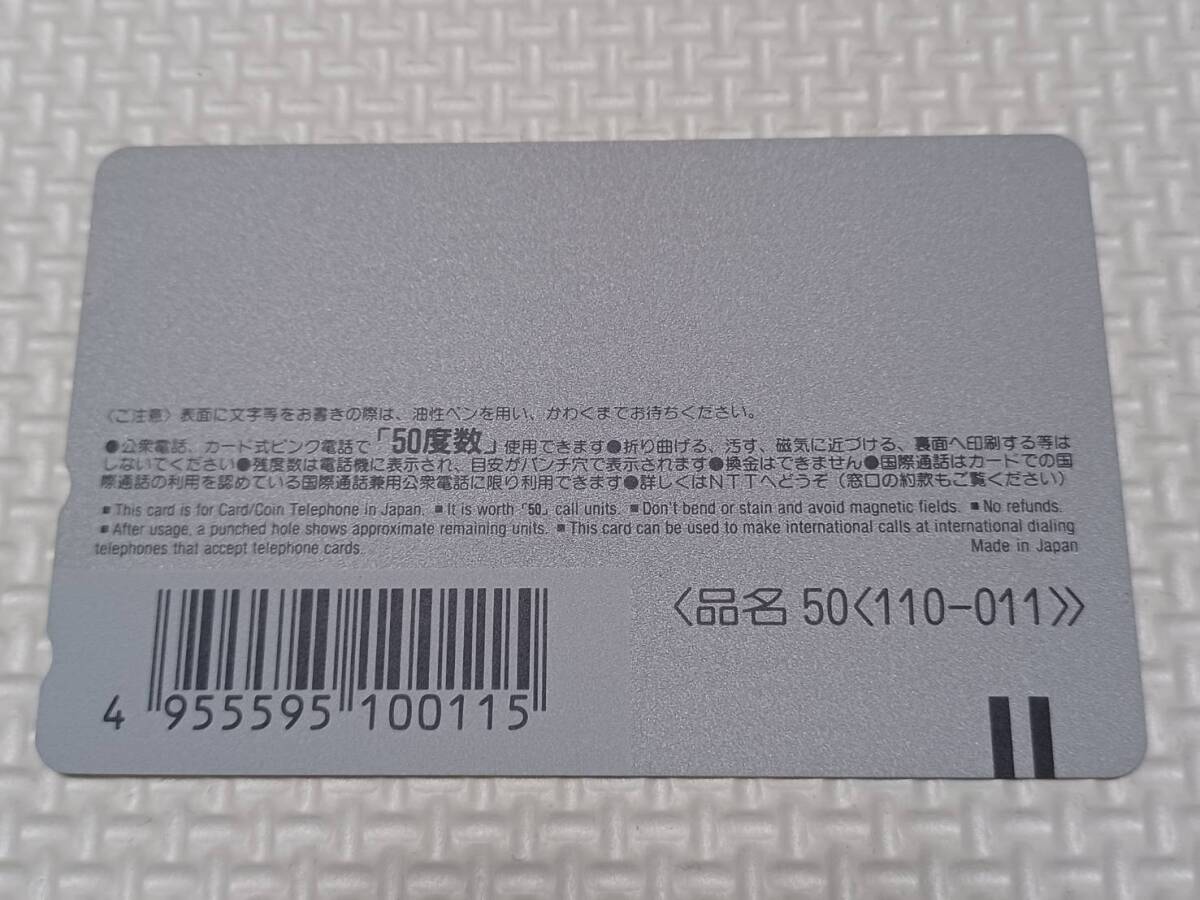 〈ご注意〉表面に文字等をお書きの際は、油性ペンを用い、かわくまでお待ちください。
●公衆電話、カード式ピンク電話で「50度数」使用できます●折り曲げる、汚す、磁気に近づける、裏面へ印刷する等は
しないでください●残度数は電話機に表示され、目安がパンチ穴で表示されます●換金はできません●国際通話はカードでの国
際通話の利用を認めている国際通話兼用公衆電話に限り利用できます●詳しくはNTTへどうぞ（窓口の約款もご覧ください）
■This card is for Card/Coin Telephone in Japan. ■It is worth「50」call units. ■Don't bend or stain and avoid magnetic fields. ■No refunds.
■After usage, a punched hole shows approximate remaining units. ■This card can be used to make international calls at international dialing
telephones that accept telephone cards.
Made in Japan
〈品名 50〈110-011〉〉
4 955595 100115